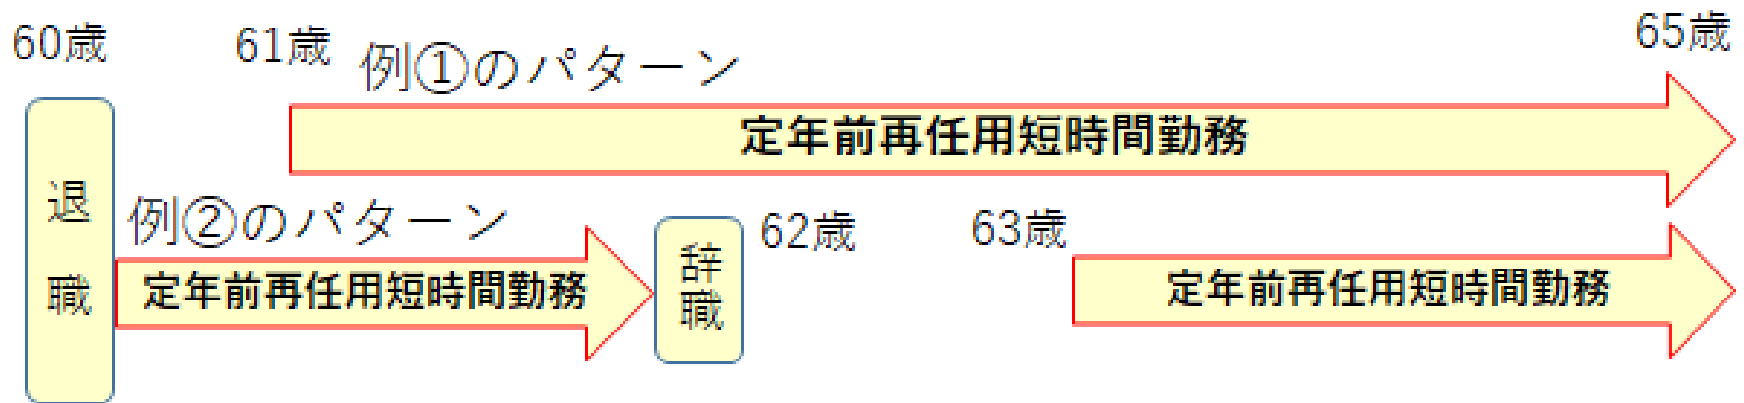 60歳
61歳
65歳
例①のパターン
定年前再任用短時間勤務
退職
例②のパターン
62歳
63歳
定年前再任用短時間勤務
辞職
定年前再任用短時間勤務